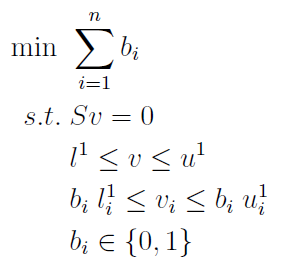 min ∑_{i=1}^{n} b_i
s.t. Sv = 0
l^1 ≤ v ≤ u^1
b_i l_i^1 ≤ v_i ≤ b_i u_i^1
b_i ∈ {0, 1}